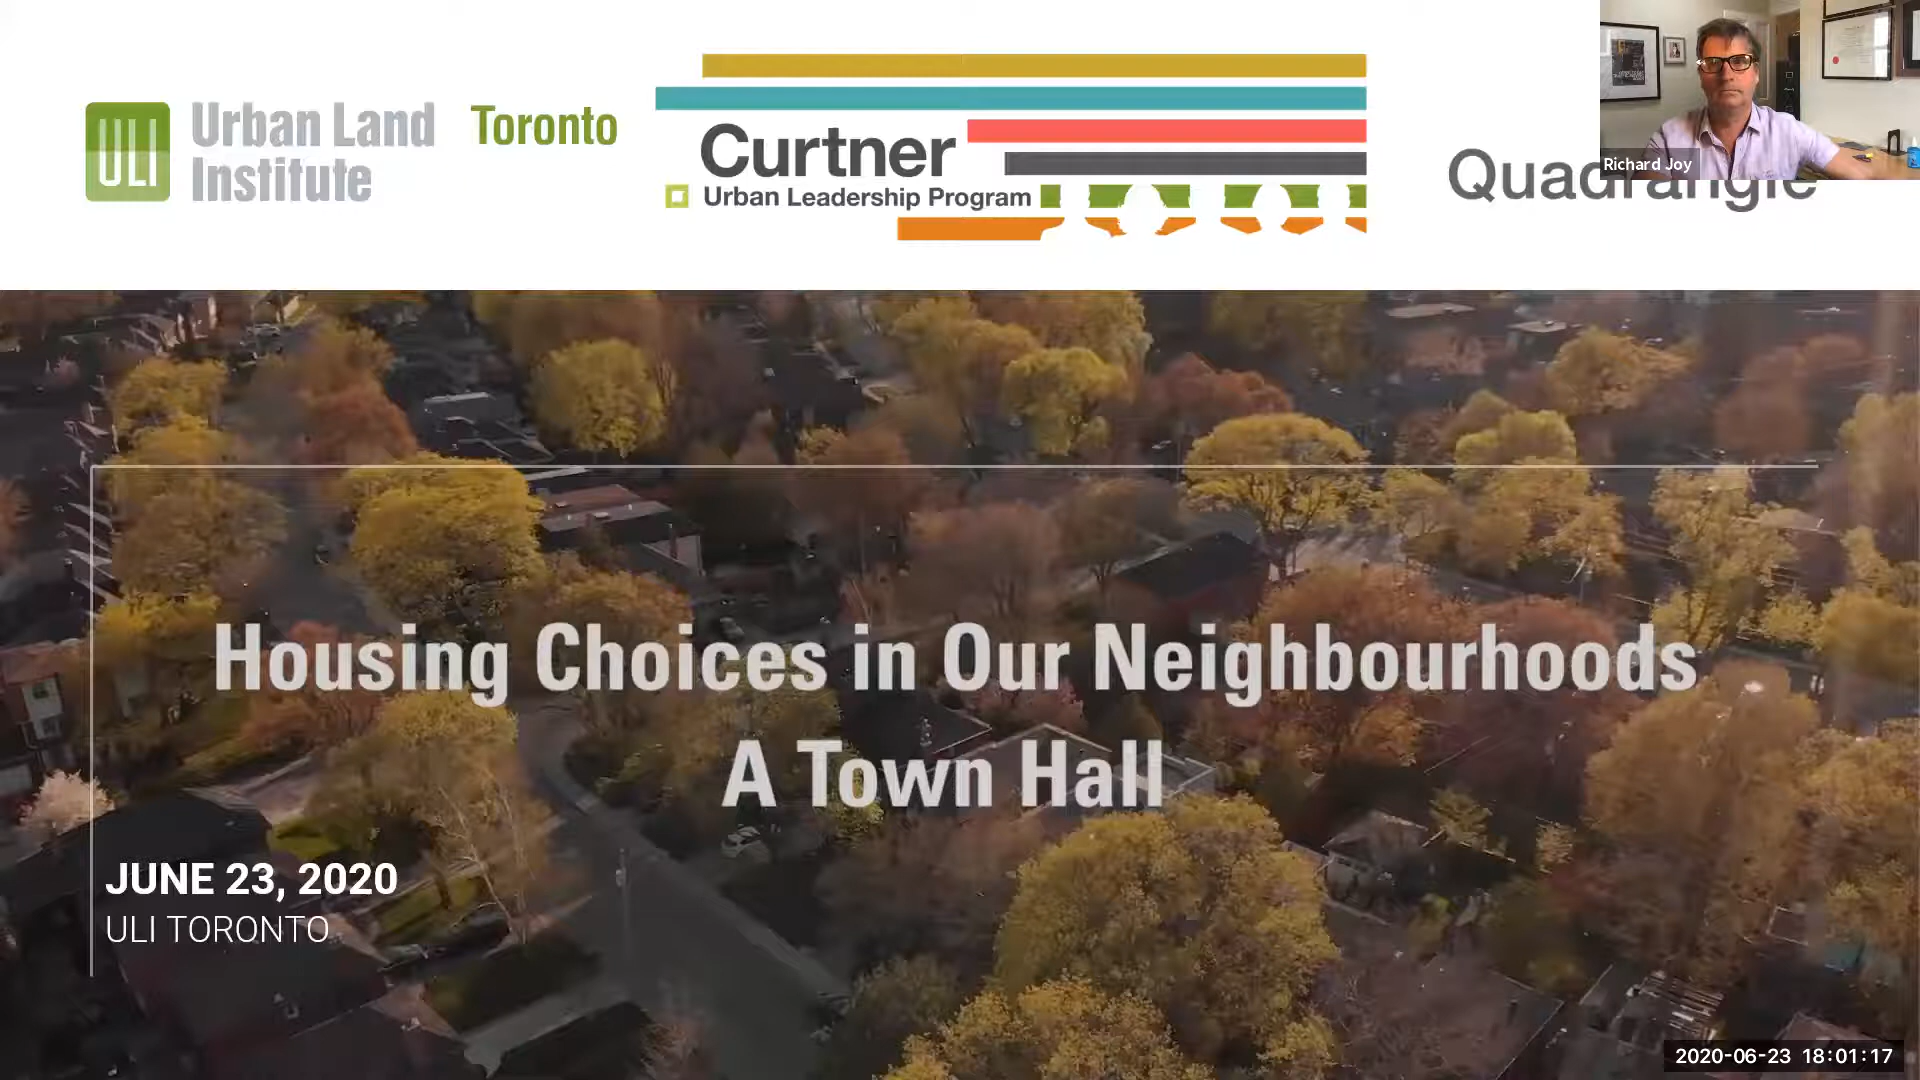 ULI Urban Land Institute Toronto
Curtner
Urban Leadership Program
Quadrangle
Richard Joy
Housing Choices in Our Neighbourhoods
A Town Hall
JUNE 23, 2020
ULI TORONTO
2020-06-23 18:01:17